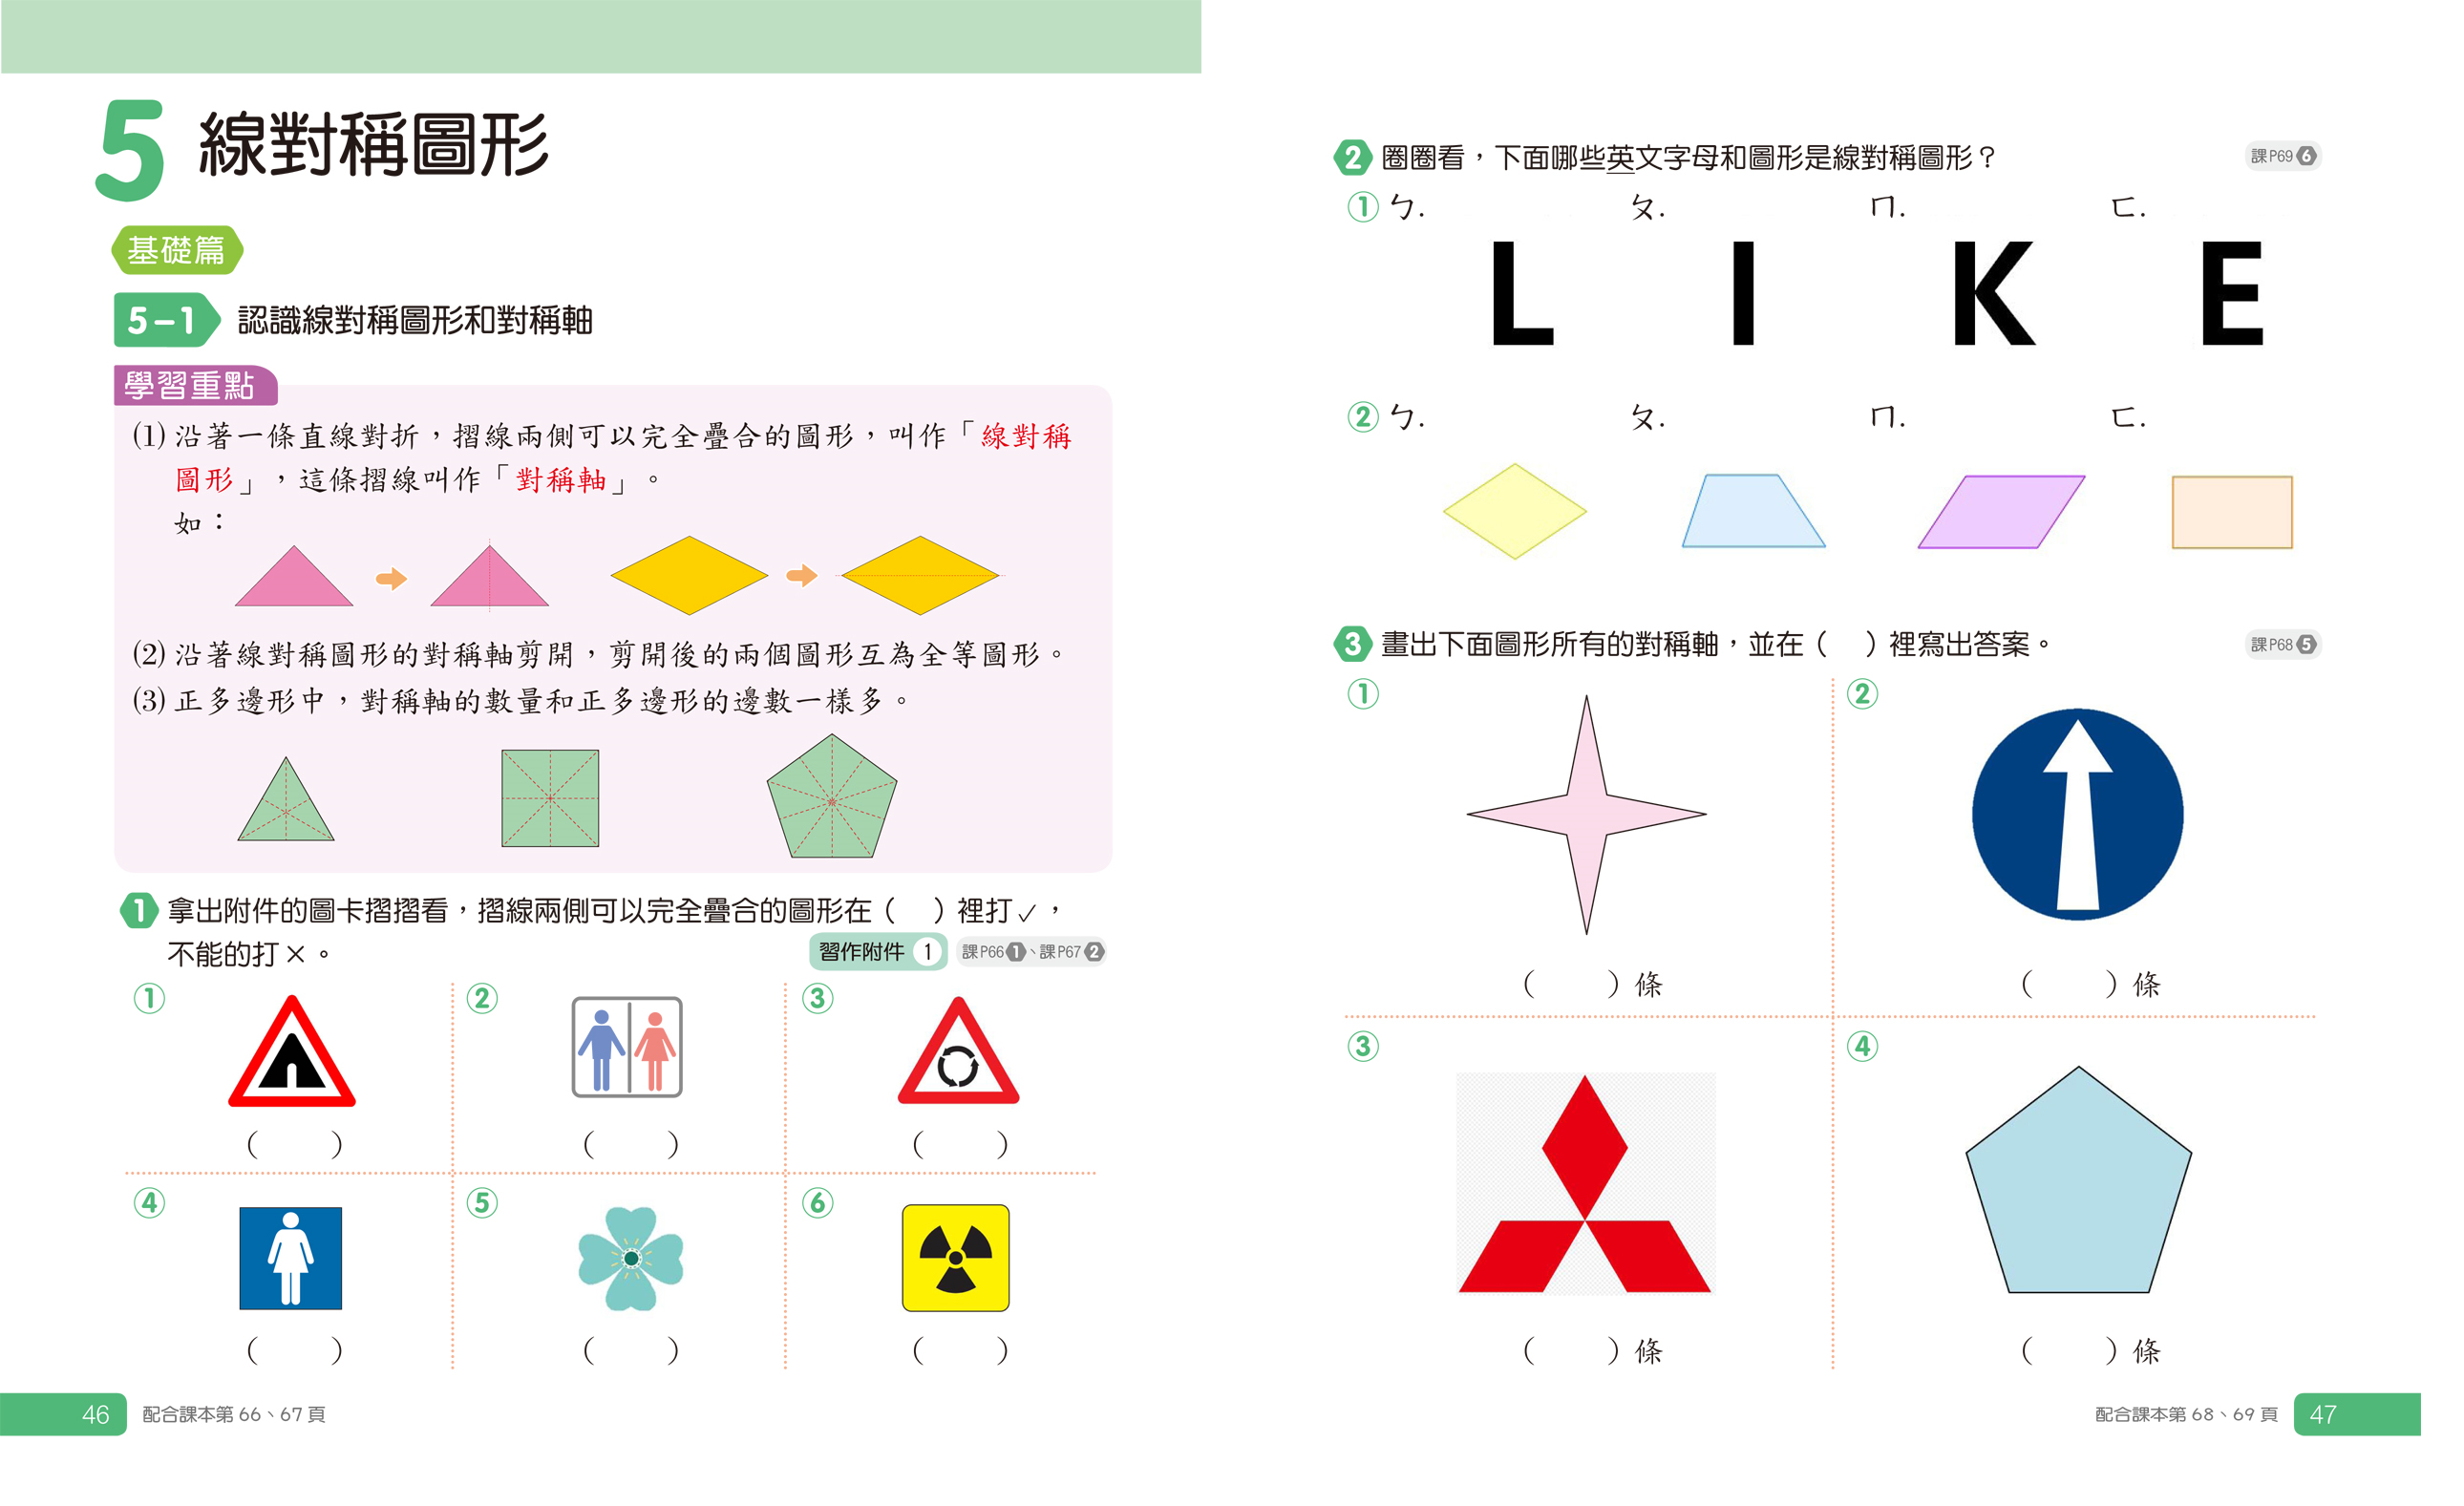 5 線對稱圖形
基礎篇
5-1 認識線對稱圖形和對稱軸
學習重點
(1) 沿著一條直線對折，摺線兩側可以完全疊合的圖形，叫作「線對稱
圖形」，這條摺線叫作「對稱軸」。
如：
(2) 沿著線對稱圖形的對稱軸剪開，剪開後的兩個圖形互為全等圖形。
(3) 正多邊形中，對稱軸的數量和正多邊形的邊數一樣多。
1 拿出附件的圖卡摺摺看，摺線兩側可以完全疊合的圖形在（ ）裡打✓，
不能的打×。
習作附件 1 課P66 1、課P67 2
① ② ③
（ ） （ ） （ ）
④ ⑤ ⑥
（ ） （ ） （ ）
46 配合課本第 66、67 頁
2 圈圈看，下面哪些英文字母和圖形是線對稱圖形？ 課P69 6
① ㄅ. ㄆ. ㄇ. ㄈ.
L I K E
② ㄅ. ㄆ. ㄇ. ㄈ.
3 畫出下面圖形所有的對稱軸，並在（ ）裡寫出答案。 課P68 5
① ②
（ ）條 （ ）條
③ ④
（ ）條 （ ）條
配合課本第 68、69 頁 47